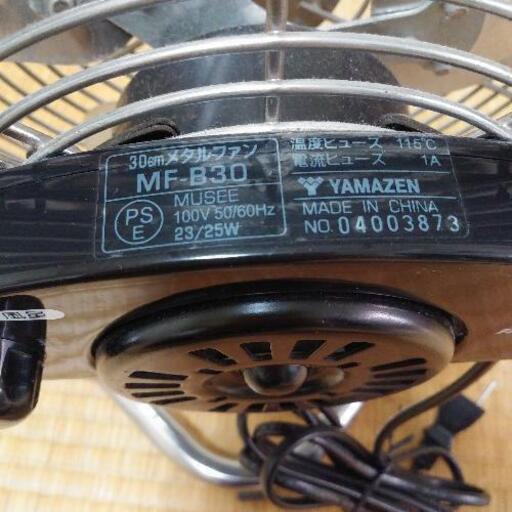 30cmメタルファン
MF-B30
MUSEE
PS
E
100V 50/60Hz
23/25W
温度ヒューズ 115℃
電流ヒューズ 1A
YAMAZEN
MADE IN CHINA
NO. 04003873